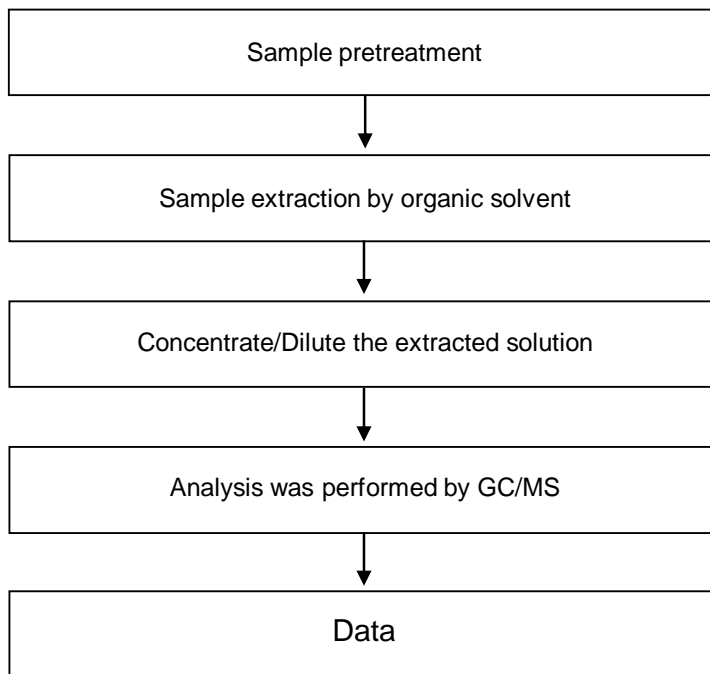 Sample pretreatment
Sample extraction by organic solvent
Concentrate/Dilute the extracted solution
Analysis was performed by GC/MS
Data